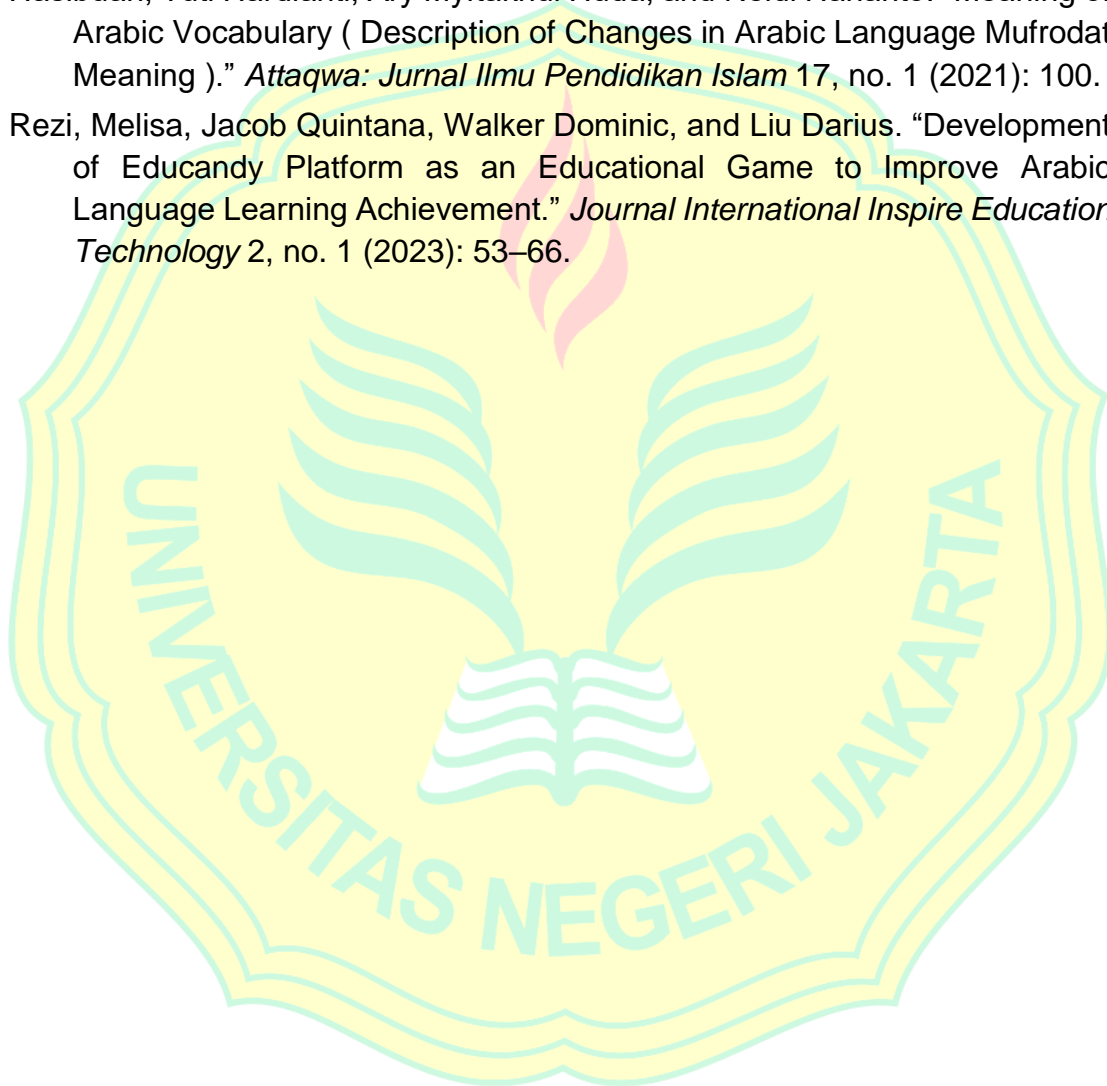 Arabic Vocabulary ( Description of Changes in Arabic Language Mufrodat
Meaning ).” Attaqwa: Jurnal Ilmu Pendidikan Islam 17, no. 1 (2021): 100.
Rezi, Melisa, Jacob Quintana, Walker Dominic, and Liu Darius. “Development
of Educandy Platform as an Educational Game to Improve Arabic
Language Learning Achievement.” Journal International Inspire Education
Technology 2, no. 1 (2023): 53–66.
UNIVERSITAS NEGERI JAKARTA